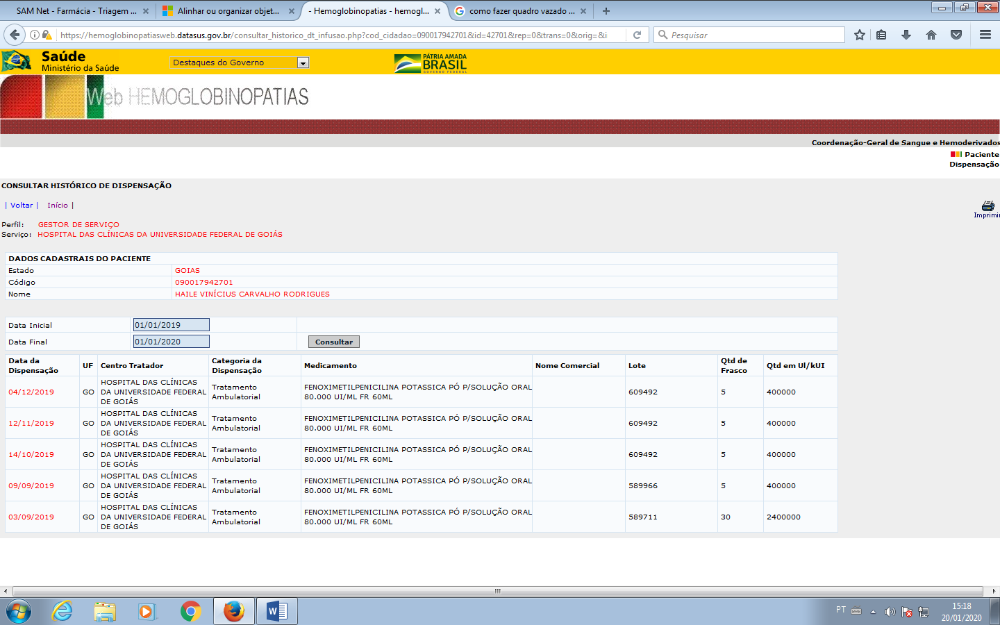 SAM Net - Farmácia - Triagem ...
Alinhar ou organizar objet...
- Hemoglobinopatias - hemogl...
como fazer quadro vazado ...
https://hemoglobinopatiasweb.datasus.gov.br/consultar_historico_dt_infusao.php?cod_cidadao=090017942701&id=42701&rep=0&trans=0&orig=&i
Pesquisar
Saúde
Ministério da Saúde
Destaques do Governo
PÁTRIA AMADA
BRASIL
GOVERNO FEDERAL
Web HEMOGLOBINOPATIAS
Coordenação-Geral de Sangue e Hemoderivados
Paciente
Dispensação
CONSULTAR HISTÓRICO DE DISPENSAÇÃO
| Voltar | Início |
Imprimir
Perfil: GESTOR DE SERVIÇO
Serviço: HOSPITAL DAS CLÍNICAS DA UNIVERSIDADE FEDERAL DE GOIÁS
DADOS CADASTRAIS DO PACIENTE
Estado GOIAS
Código 090017942701
Nome HAILE VINÍCIUS CARVALHO RODRIGUES
Data Inicial 01/01/2019
Data Final 01/01/2020 Consultar
Data da Dispensação UF Centro Tratador Categoria da Dispensação Medicamento Nome Comercial Lote Qtd de Frasco Qtd em UI/kUI
04/12/2019 GO HOSPITAL DAS CLÍNICAS DA UNIVERSIDADE FEDERAL DE GOIÁS Tratamento Ambulatorial FENOXIMETILPENICILINA POTASSICA PÓ P/SOLUÇÃO ORAL 80.000 UI/ML FR 60ML 609492 5 400000
12/11/2019 GO HOSPITAL DAS CLÍNICAS DA UNIVERSIDADE FEDERAL DE GOIÁS Tratamento Ambulatorial FENOXIMETILPENICILINA POTASSICA PÓ P/SOLUÇÃO ORAL 80.000 UI/ML FR 60ML 609492 5 400000
14/10/2019 GO HOSPITAL DAS CLÍNICAS DA UNIVERSIDADE FEDERAL DE GOIÁS Tratamento Ambulatorial FENOXIMETILPENICILINA POTASSICA PÓ P/SOLUÇÃO ORAL 80.000 UI/ML FR 60ML 609492 5 400000
09/09/2019 GO HOSPITAL DAS CLÍNICAS DA UNIVERSIDADE FEDERAL DE GOIÁS Tratamento Ambulatorial FENOXIMETILPENICILINA POTASSICA PÓ P/SOLUÇÃO ORAL 80.000 UI/ML FR 60ML 589966 5 400000
03/09/2019 GO HOSPITAL DAS CLÍNICAS DA UNIVERSIDADE FEDERAL DE GOIÁS Tratamento Ambulatorial FENOXIMETILPENICILINA POTASSICA PÓ P/SOLUÇÃO ORAL 80.000 UI/ML FR 60ML 589711 30 2400000
PT
15:18
20/01/2020